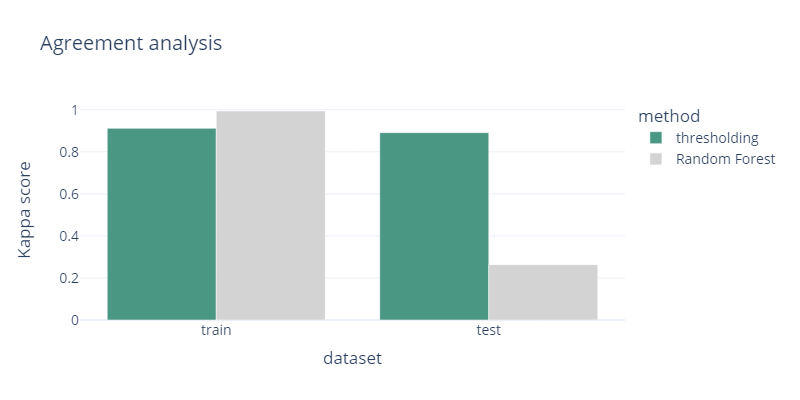 Agreement analysis
Kappa score
1
0.8
0.6
0.4
0.2
0
train
test
dataset
method
thresholding
Random Forest